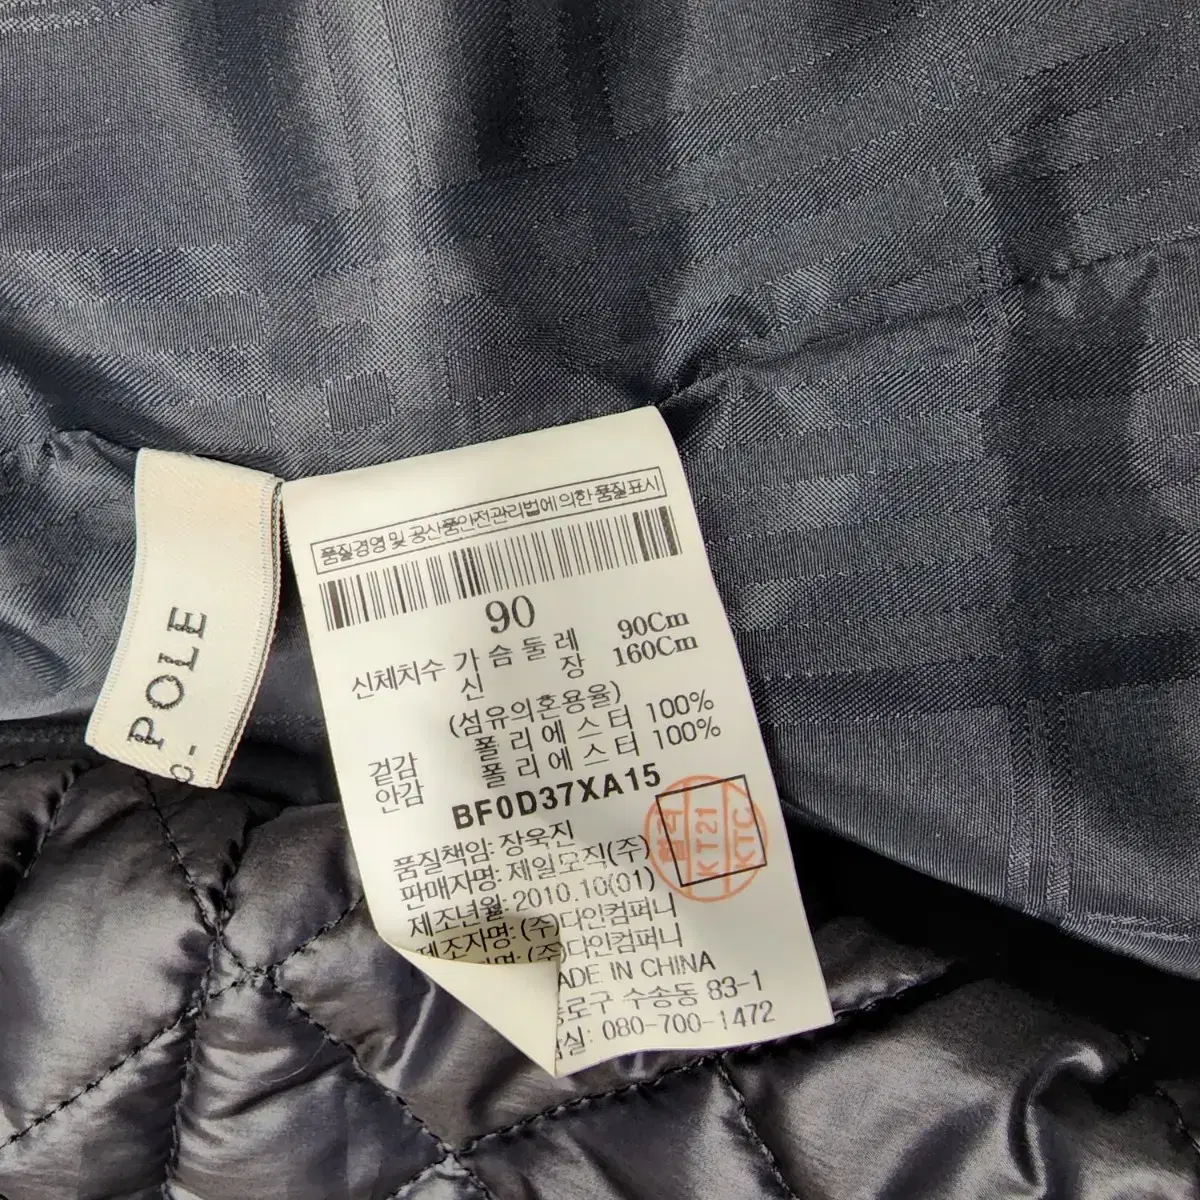 POLE
품질경영 및 공산품안전관리법에 의한 품질표시
90
신체치수 가 슴 둘 레 90Cm
신 장 160Cm
(섬유의혼용율)
겉감 폴 리 에 스 터 100%
안감 폴 리 에 스 터 100%
BF0D37XA15
KT21
KTC
품질책임: 장욱진
판매자명: 제일모직(주)
제조년월: 2010.10(01)
제조자명: (주)다인컴퍼니
(주)다인컴퍼니
ADE IN CHINA
종로구 수송동 83-1
실: 080-700-1472